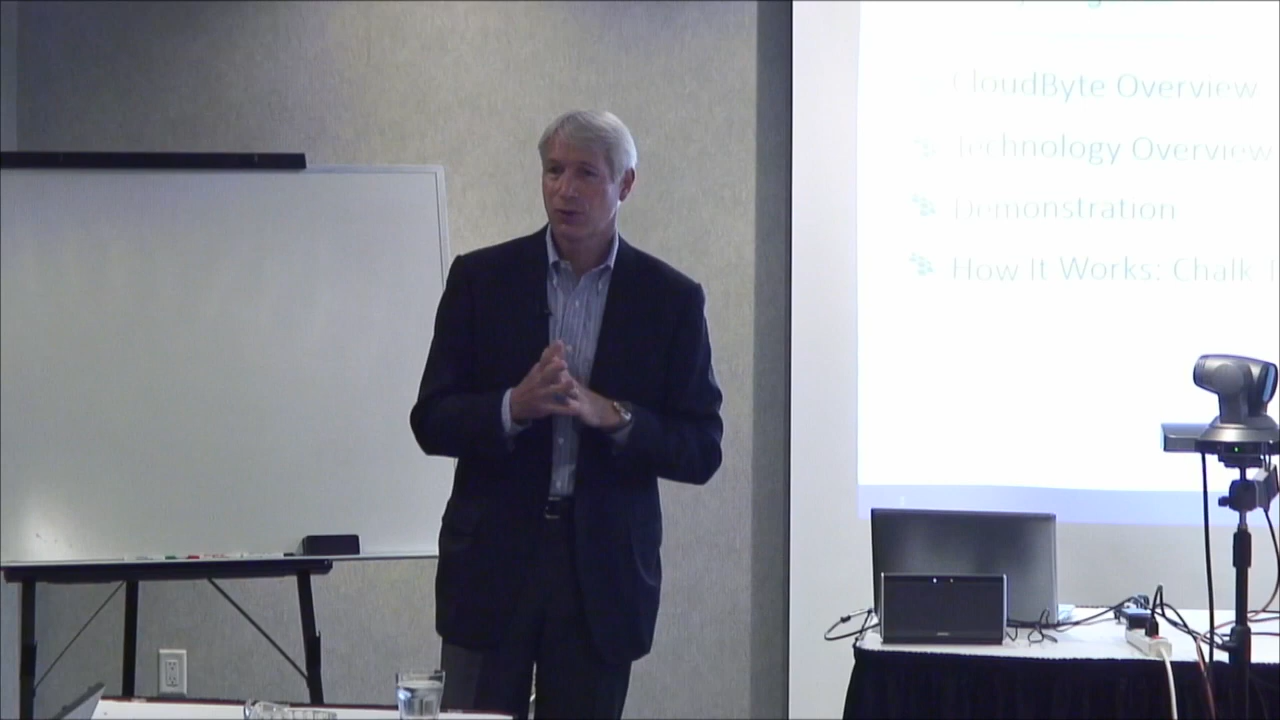 CloudByte Overview
Technology Overview
Demonstration
How It Works: Chalk